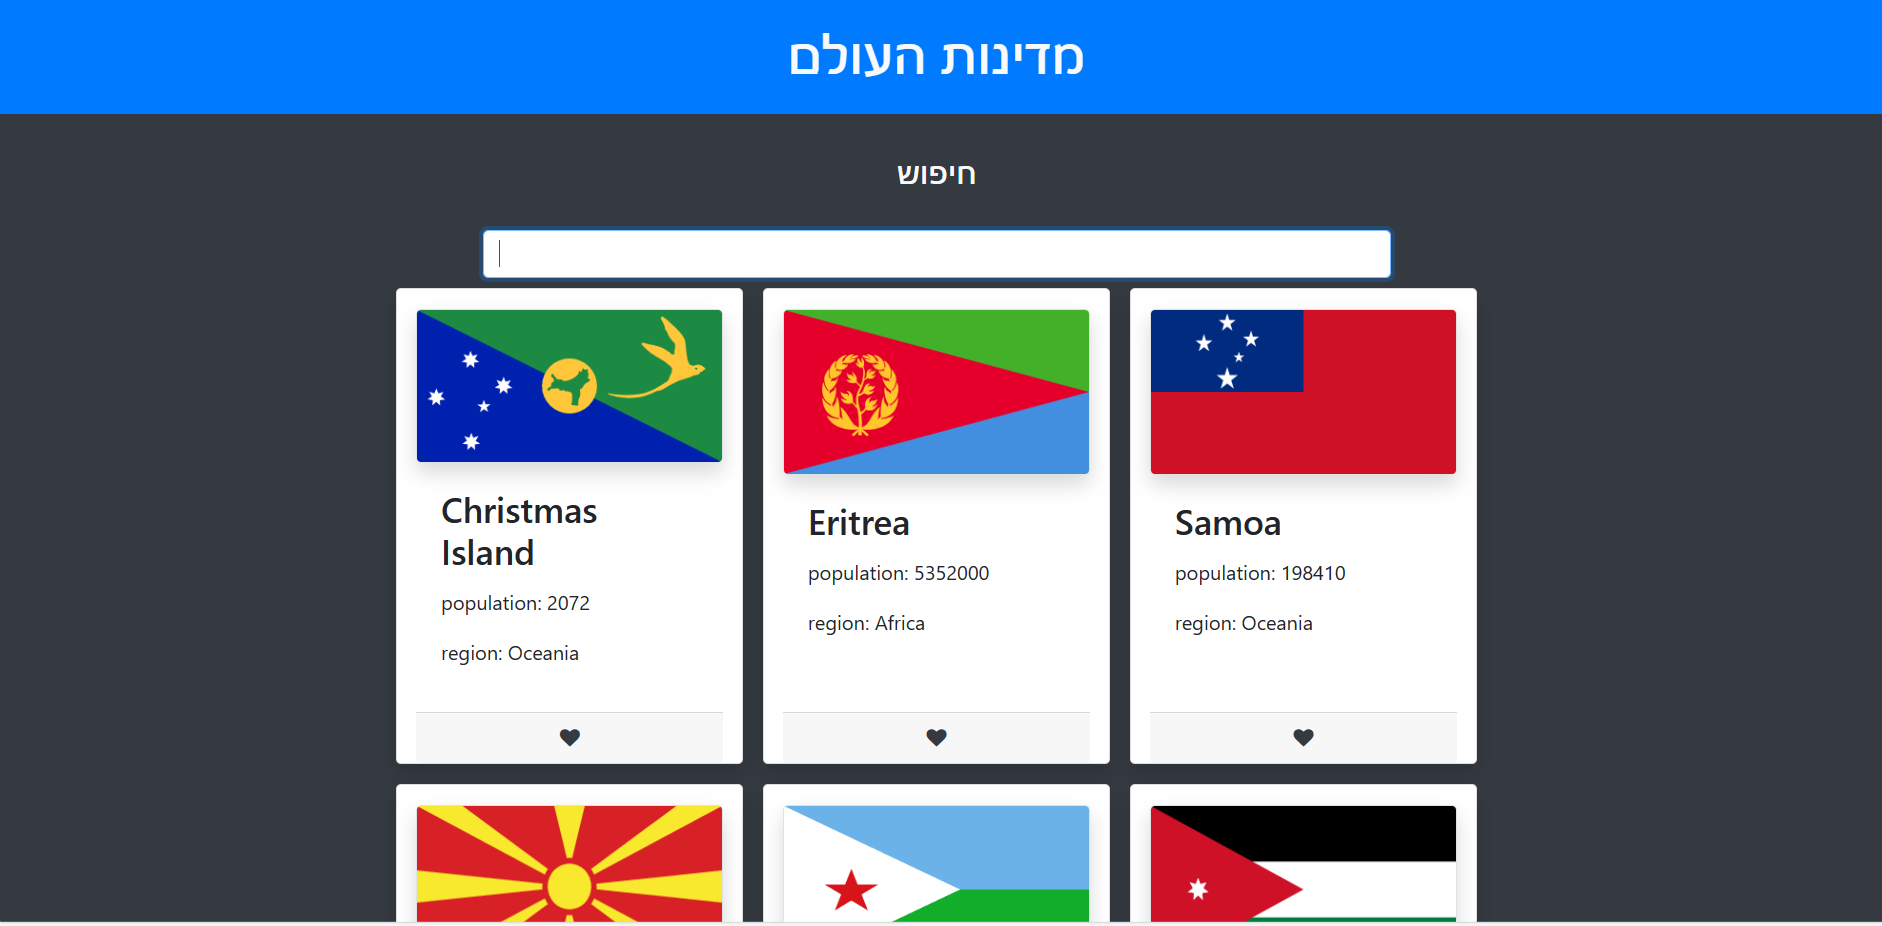 מדינות העולם
חיפוש
Christmas
Island
population: 2072
region: Oceania
Eritrea
population: 5352000
region: Africa
Samoa
population: 198410
region: Oceania